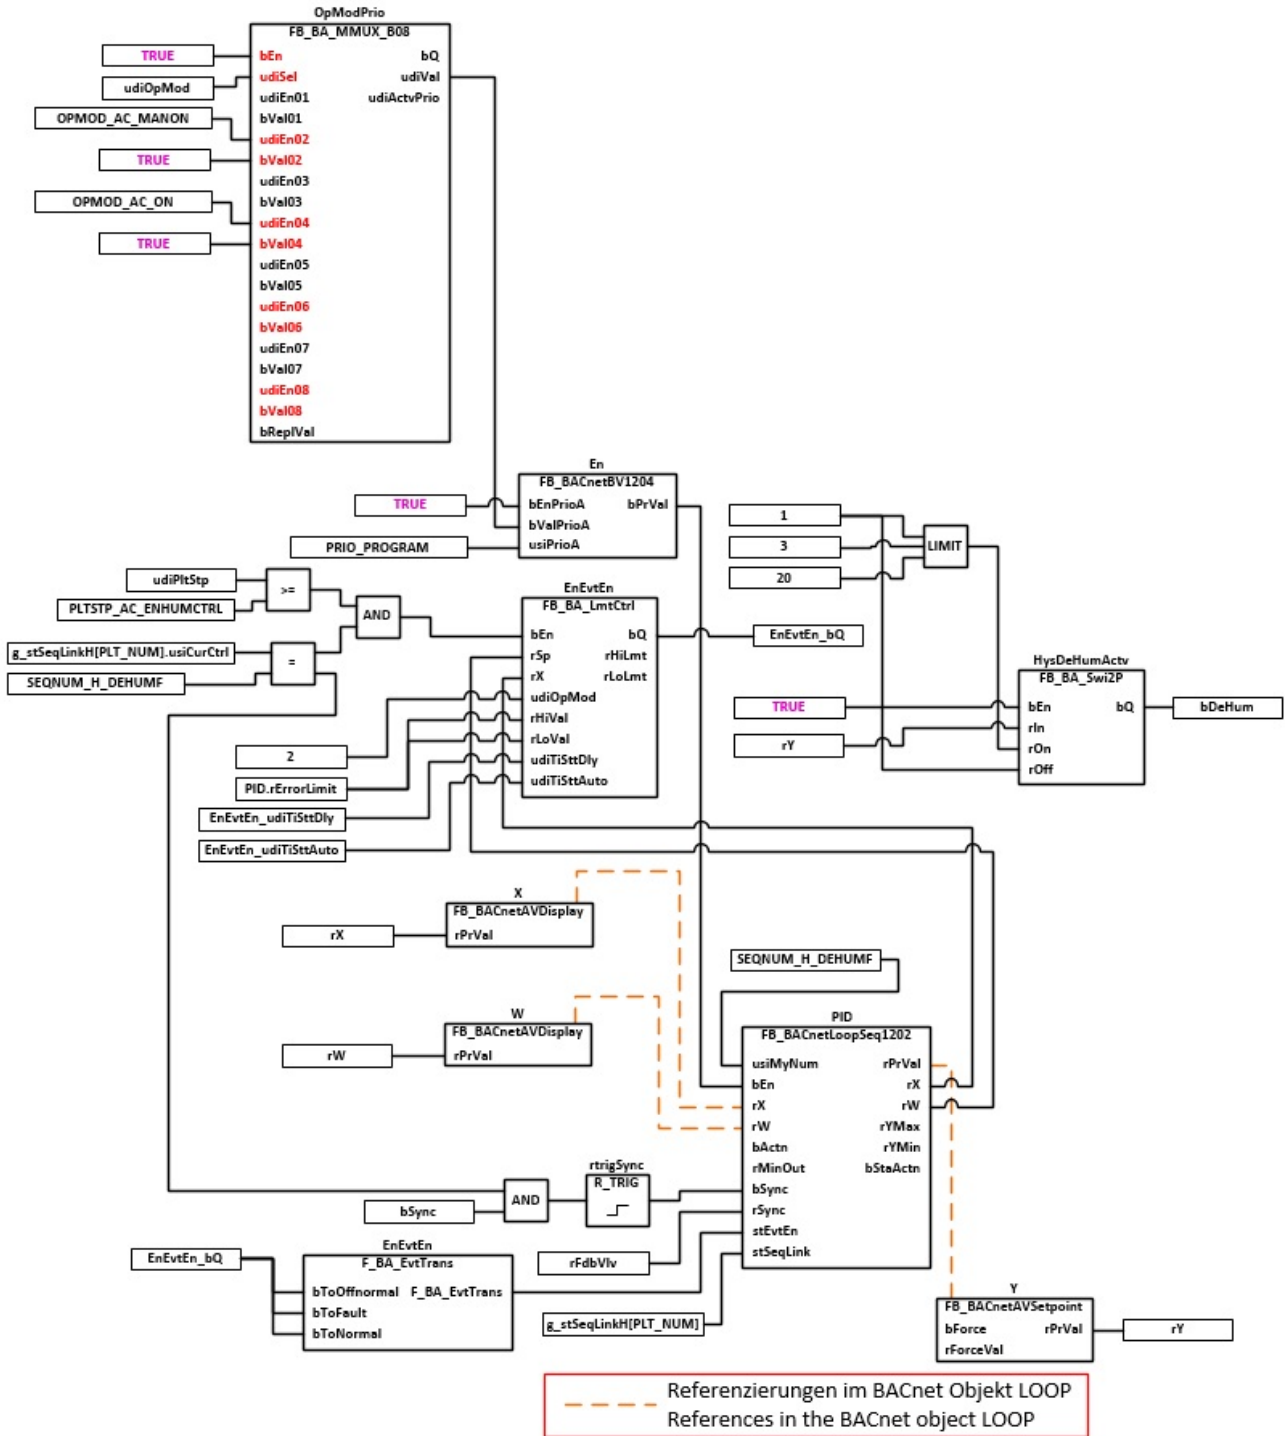 OpModPrio
FB_BA_MMUX_B08
TRUE
bEn
bQ
udiOpMod
udiSel
udiVal
udiEn01
udiActvPrio
OPMOD_AC_MANON
bVal01
udiEn02
TRUE
bVal02
udiEn03
OPMOD_AC_ON
bVal03
udiEn04
TRUE
bVal04
udiEn05
bVal05
udiEn06
bVal06
udiEn07
bVal07
udiEn08
bVal08
bReplVal
En
FB_BACnetBV1204
TRUE
bEnPrioA
bPrVal
bValPrioA
PRIO_PROGRAM
usiPrioA
1
3
20
LIMIT
udiPltStp
PLTSTP_AC_ENHUMCTRL
>=
AND
g_stSeqLinkH[PLT_NUM].usiCurCtrl
SEQNUM_H_DEHUMF
=
EnEvtEn
FB_BA_LmtCtrl
bEn
bQ
rSp
rHiLmt
rX
rLoLmt
udiOpMod
rHiVal
rLoVal
udiTiSttDly
udiTiSttAuto
EnEvtEn_bQ
2
PID.rErrorLimit
EnEvtEn_udiTiSttDly
EnEvtEn_udiTiSttAuto
HysDeHumActv
FB_BA_Swi2P
TRUE
bEn
bQ
bDeHum
rY
rIn
rOn
rOff
X
FB_BACnetAVDisplay
rX
rPrVal
W
FB_BACnetAVDisplay
rW
rPrVal
SEQNUM_H_DEHUMF
PID
FB_BACnetLoopSeq1202
usiMyNum
rPrVal
bEn
rX
rX
rW
rW
rYMax
bActn
rYMin
rMinOut
bStaActn
bSync
rSync
stEvtEn
stSeqLink
rtrigSync
R_TRIG
AND
bSync
rFdbVlv
EnEvtEn
F_BA_EvtTrans
EnEvtEn_bQ
bToOffnormal
F_BA_EvtTrans
bToFault
bToNormal
g_stSeqLinkH[PLT_NUM]
Y
FB_BACnetAVSetpoint
bForce
rPrVal
rY
rForceVal
Referenzierungen im BACnet Objekt LOOP
References in the BACnet object LOOP